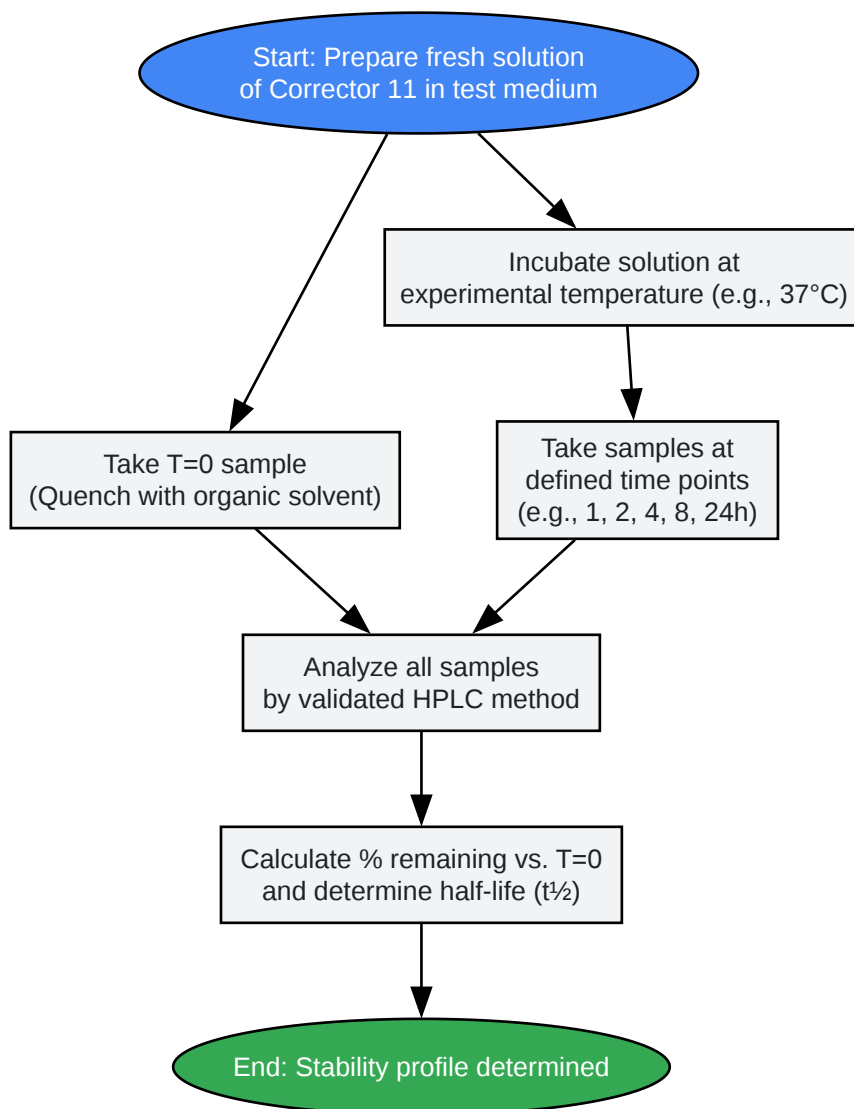 Start: Prepare fresh solution
of Corrector 11 in test medium
Incubate solution at
experimental temperature (e.g., 37°C)
Take T=0 sample
(Quench with organic solvent)
Take samples at
defined time points
(e.g., 1, 2, 4, 8, 24h)
Analyze all samples
by validated HPLC method
Calculate % remaining vs. T=0
and determine half-life (t½)
End: Stability profile determined